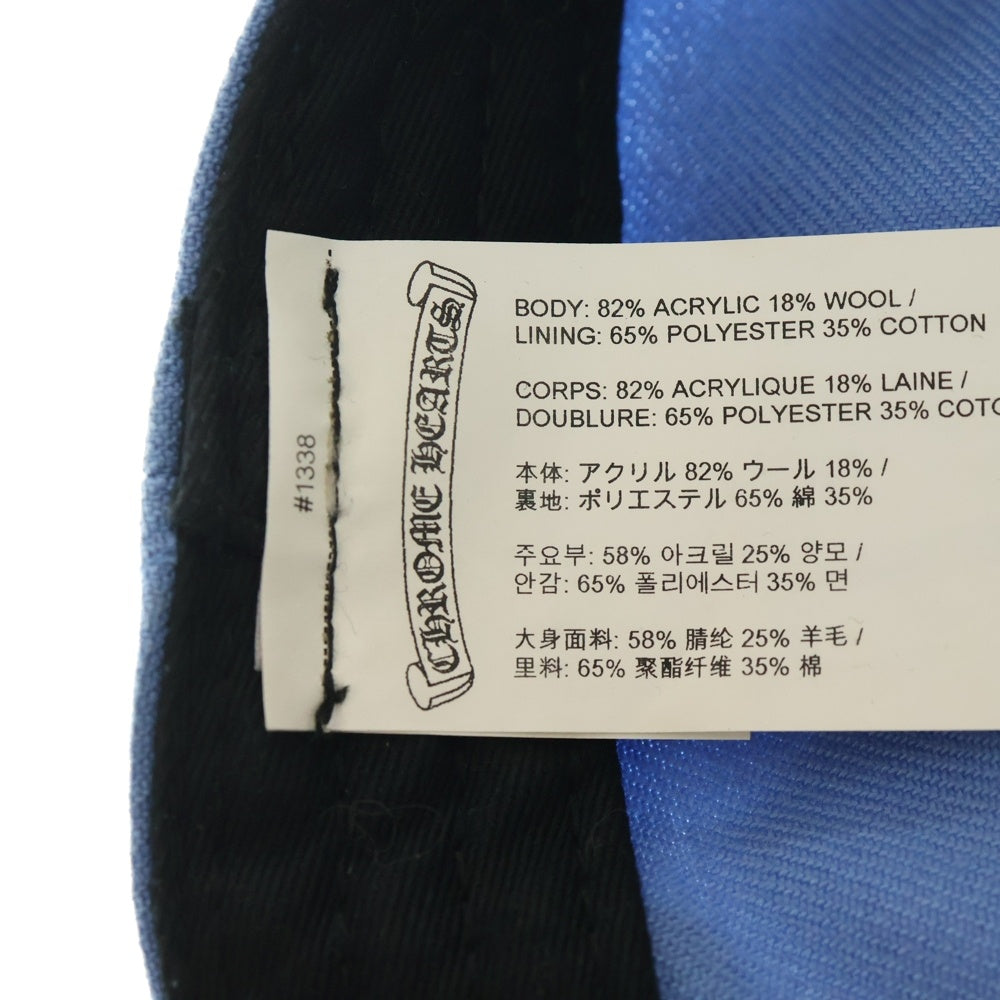 BODY: 82% ACRYLIC 18% WOOL /
LINING: 65% POLYESTER 35% COTTON
CORPS: 82% ACRYLIQUE 18% LAINE /
DOUBLURE: 65% POLYESTER 35%
本体: アクリル 82% ウール 18% /
裏地: ポリエステル 65% 綿 35%
주요부: 58% 아크릴 25% 양모 /
안감: 65% 폴리에스터 35% 면
大身面料: 58% 腈纶 25% 羊毛 /
里料: 65% 聚酯纤维 35% 棉
CHROME HEARTS
#1338